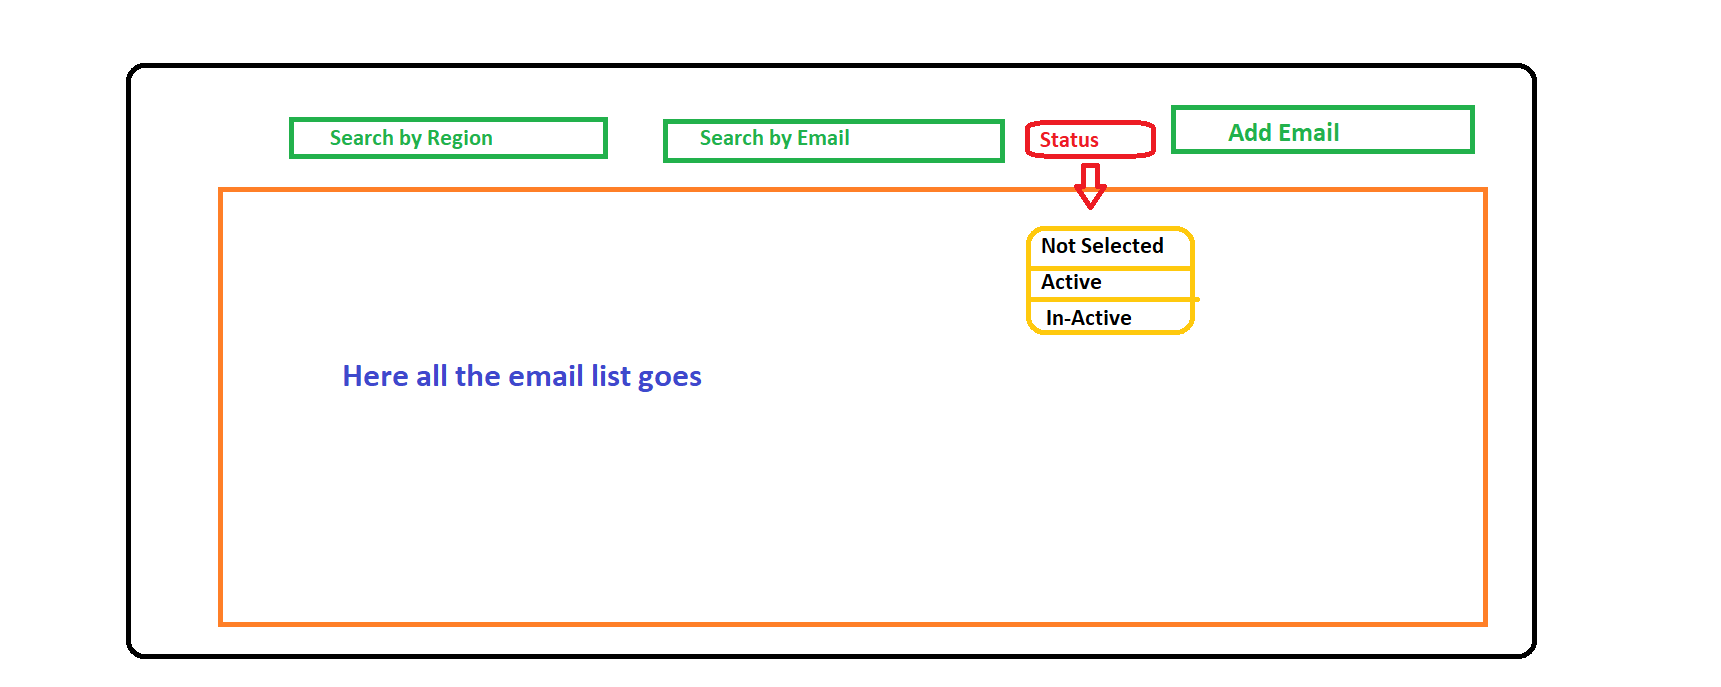 Search by Region
Search by Email
Status
Add Email
Not Selected
Active
In-Active
Here all the email list goes